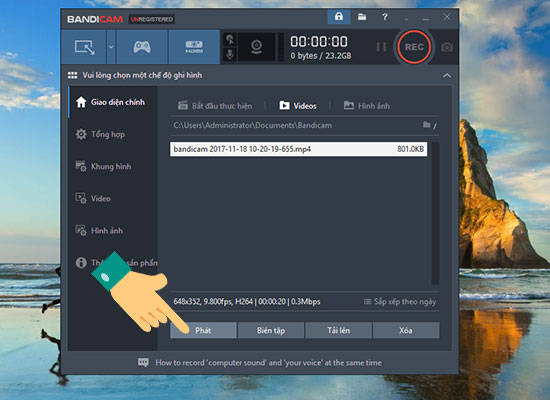 BANDICAM UNREGISTERED
HDMI
00:00:00
0 bytes / 23.2GB
REC
Vui lòng chọn một chế độ ghi hình
Giao diện chính
Tổng hợp
Khung hình
Video
Hình ảnh
sản phẩm
Bắt đầu thực hiện
Videos
Hình ảnh
C:\Users\Administrator\Documents\Bandicam
/
bandicam 2017-11-18 10-20-19-655.mp4 801.0KB
648x352, 9.800fps, H264 | 00:00:20 | 0.3Mbps
Sắp xếp theo ngày
Phát
Biên tập
Tải lên
Xóa
How to record 'computer sound' and 'your voice' at the same time